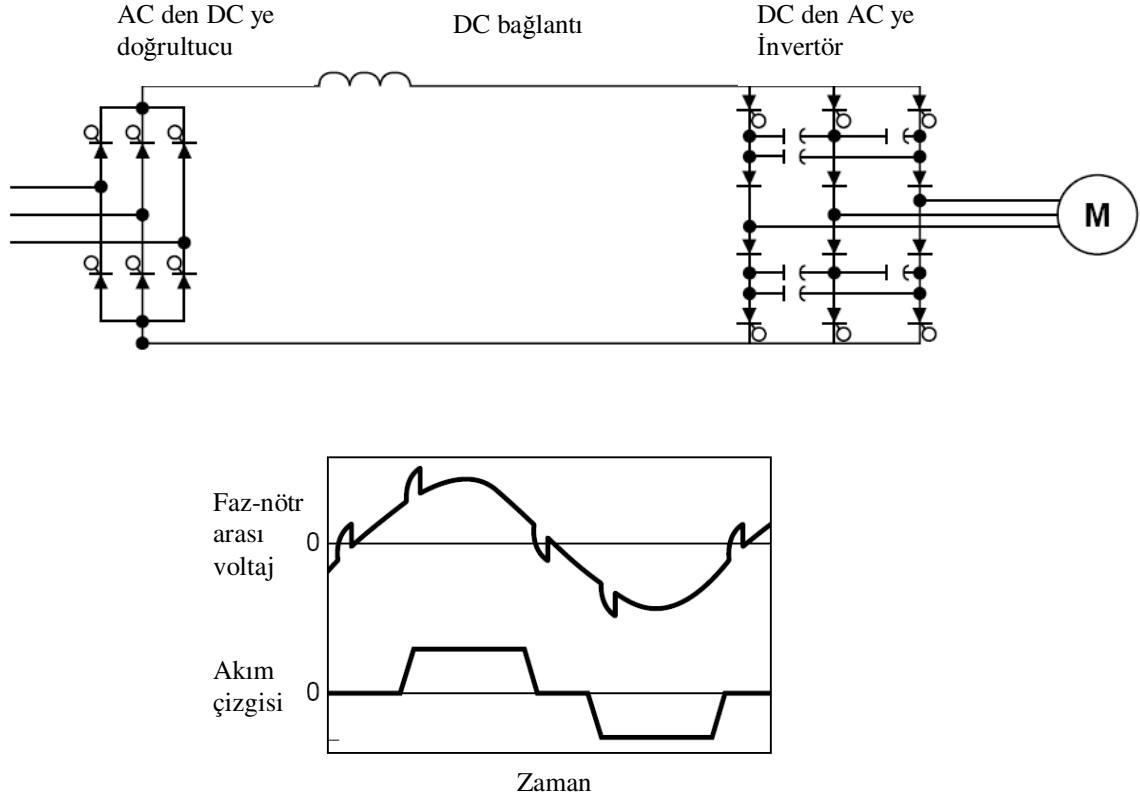 AC den DC ye
doğrultucu
DC bağlantı
DC den AC ye
İnvertör
M
Faz-nötr
arası
voltaj
0
Akım
çizgisi
0
Zaman